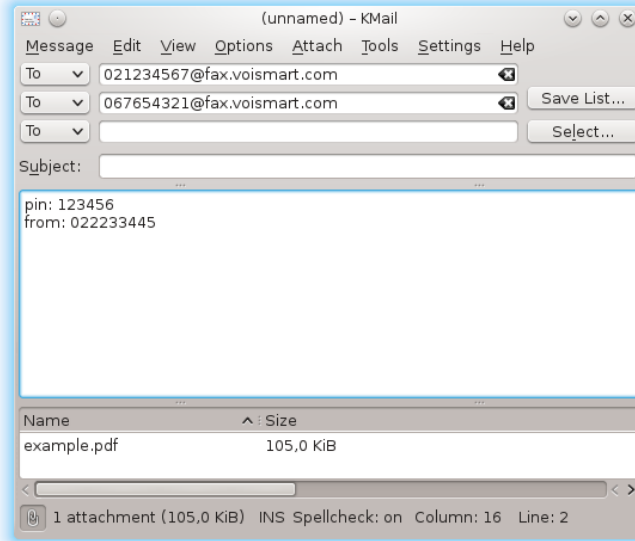 (unnamed) – KMail
Message Edit View Options Attach Tools Settings Help
To 021234567@fax.voismart.com
To 067654321@fax.voismart.com Save List...
To Select...
Subject:
pin: 123456
from: 022233445
Name Size
example.pdf 105,0 KiB
1 attachment (105,0 KiB) INS Spellcheck: on Column: 16 Line: 2